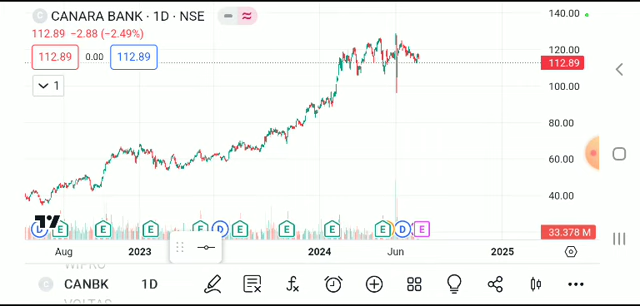 CANARA BANK · 1D · NSE
112.89 −2.88 (−2.49%)
112.89 0.00 112.89
1
140.00
120.00
112.89
100.00
80.00
60.00
40.00
33.378 M
D E E E E D E E E E D E
Aug 2023 2024 Jun 2025
WIPRO
CANBK 1D
VOLTAS